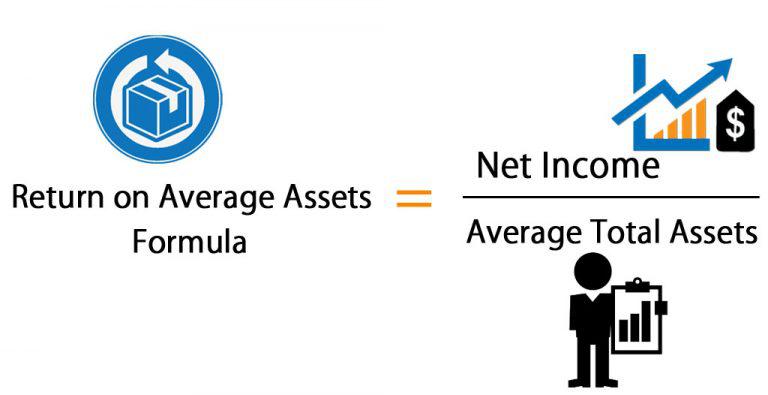 Return on Average Assets
Formula
=
Net Income
Average Total Assets
$